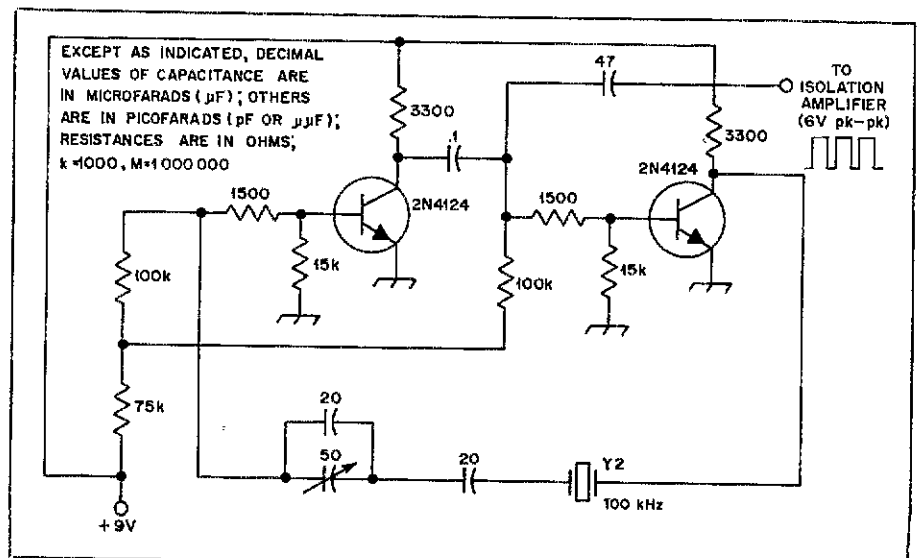 EXCEPT AS INDICATED, DECIMAL
VALUES OF CAPACITANCE ARE
IN MICROFARADS (µF); OTHERS
ARE IN PICOFARADS (pF OR µµF);
RESISTANCES ARE IN OHMS;
k=1000, M=1000000
47
TO
ISOLATION
AMPLIFIER
(6V pk-pk)
3300
.1
3300
1500
2N4124
1500
2N4124
100k
15k
100k
15k
75k
20
50
20
Y2
100 kHz
+9V